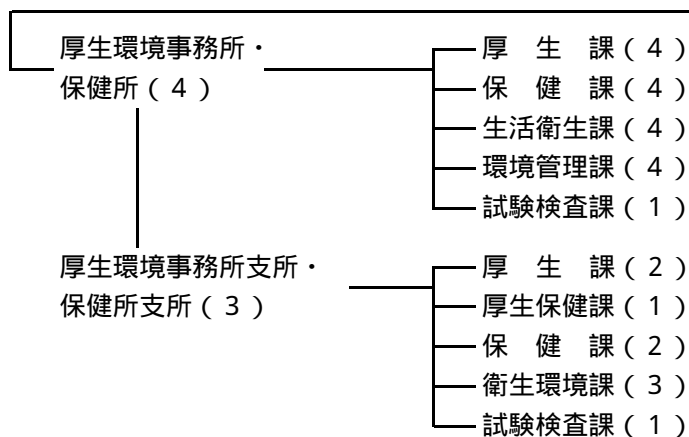 厚生環境事務所・
保健所(4)
厚　生　課(4)
保　健　課(4)
生活衛生課(4)
環境管理課(4)
試験検査課(1)
厚生環境事務所支所・
保健所支所(3)
厚　生　課(2)
厚生保健課(1)
保　健　課(2)
衛生環境課(3)
試験検査課(1)